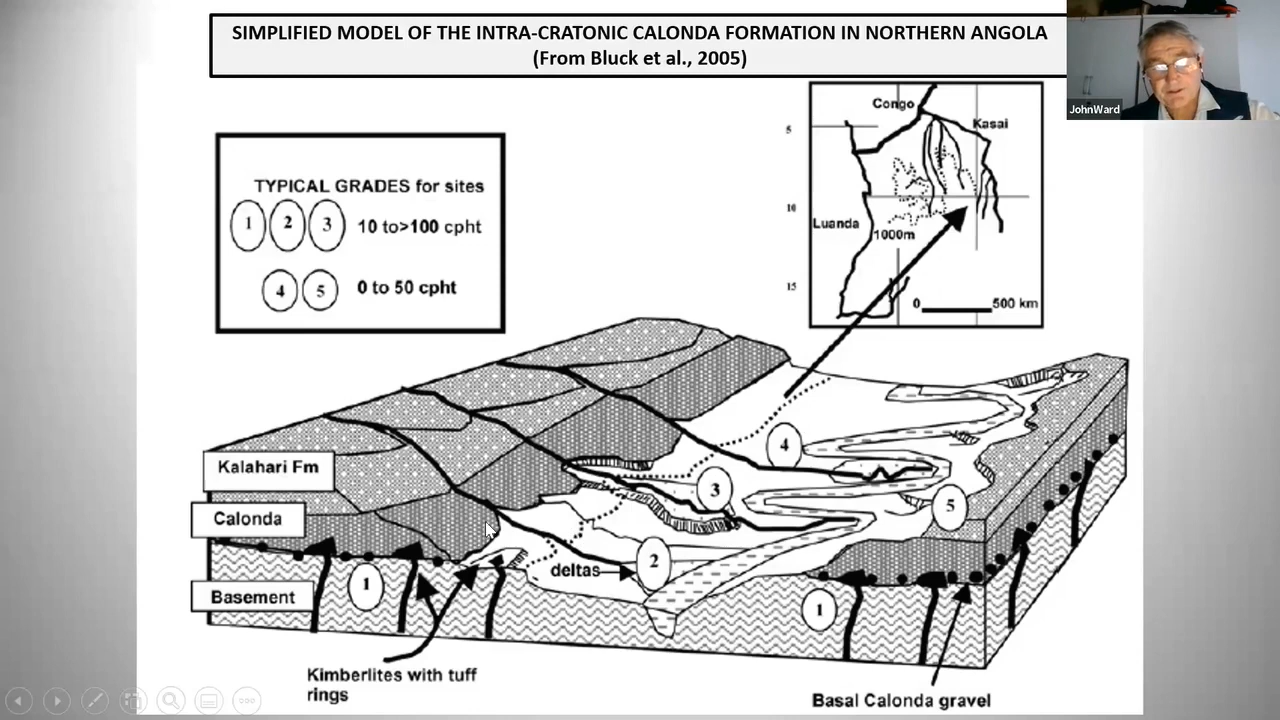 SIMPLIFIED MODEL OF THE INTRA-CRATONIC CALONDA FORMATION IN NORTHERN ANGOLA
(From Bluck et al., 2005)
JohnWard
TYPICAL GRADES for sites
1 2 3 10 to>100 cpht
4 5 0 to 50 cpht
Congo
Kasai
5
10
15
Luanda
1000m
0 500 km
Kalahari Fm
Calonda
Basement
4
3
5
2
deltas
1
1
Kimberlites with tuff
rings
Basal Calonda gravel